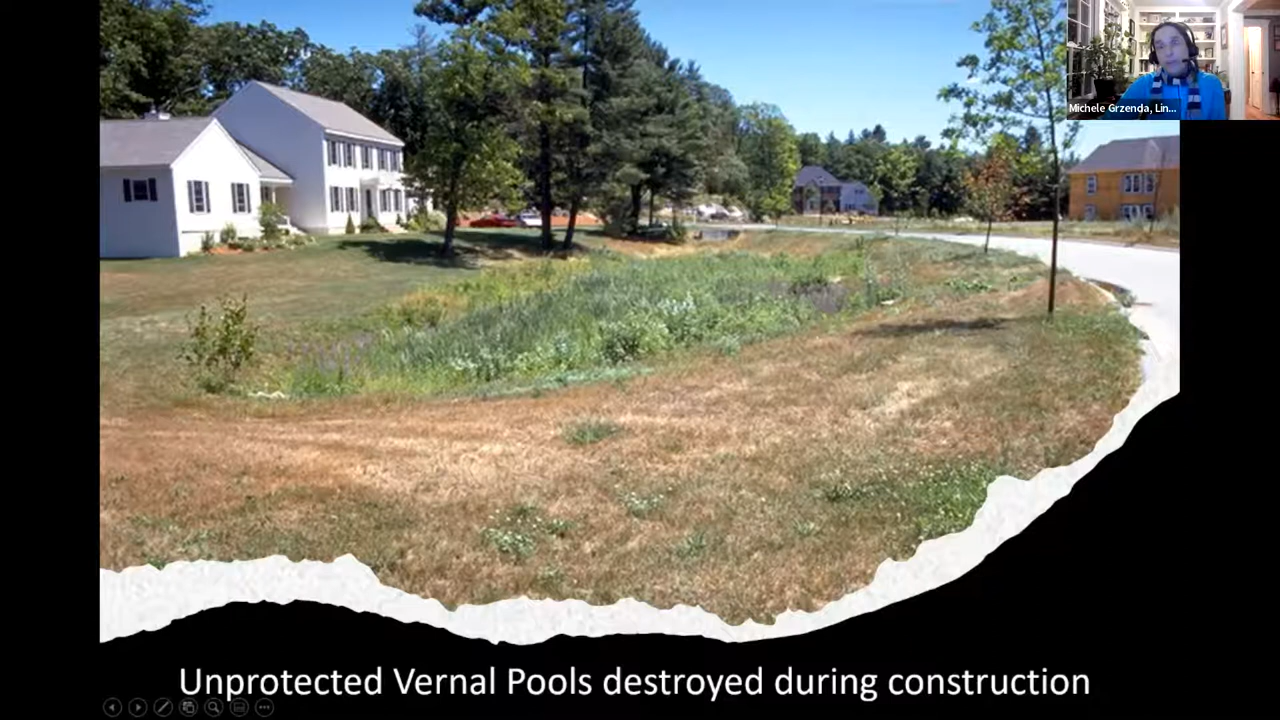 Michele Grzenda, Lin...
Unprotected Vernal Pools destroyed during construction